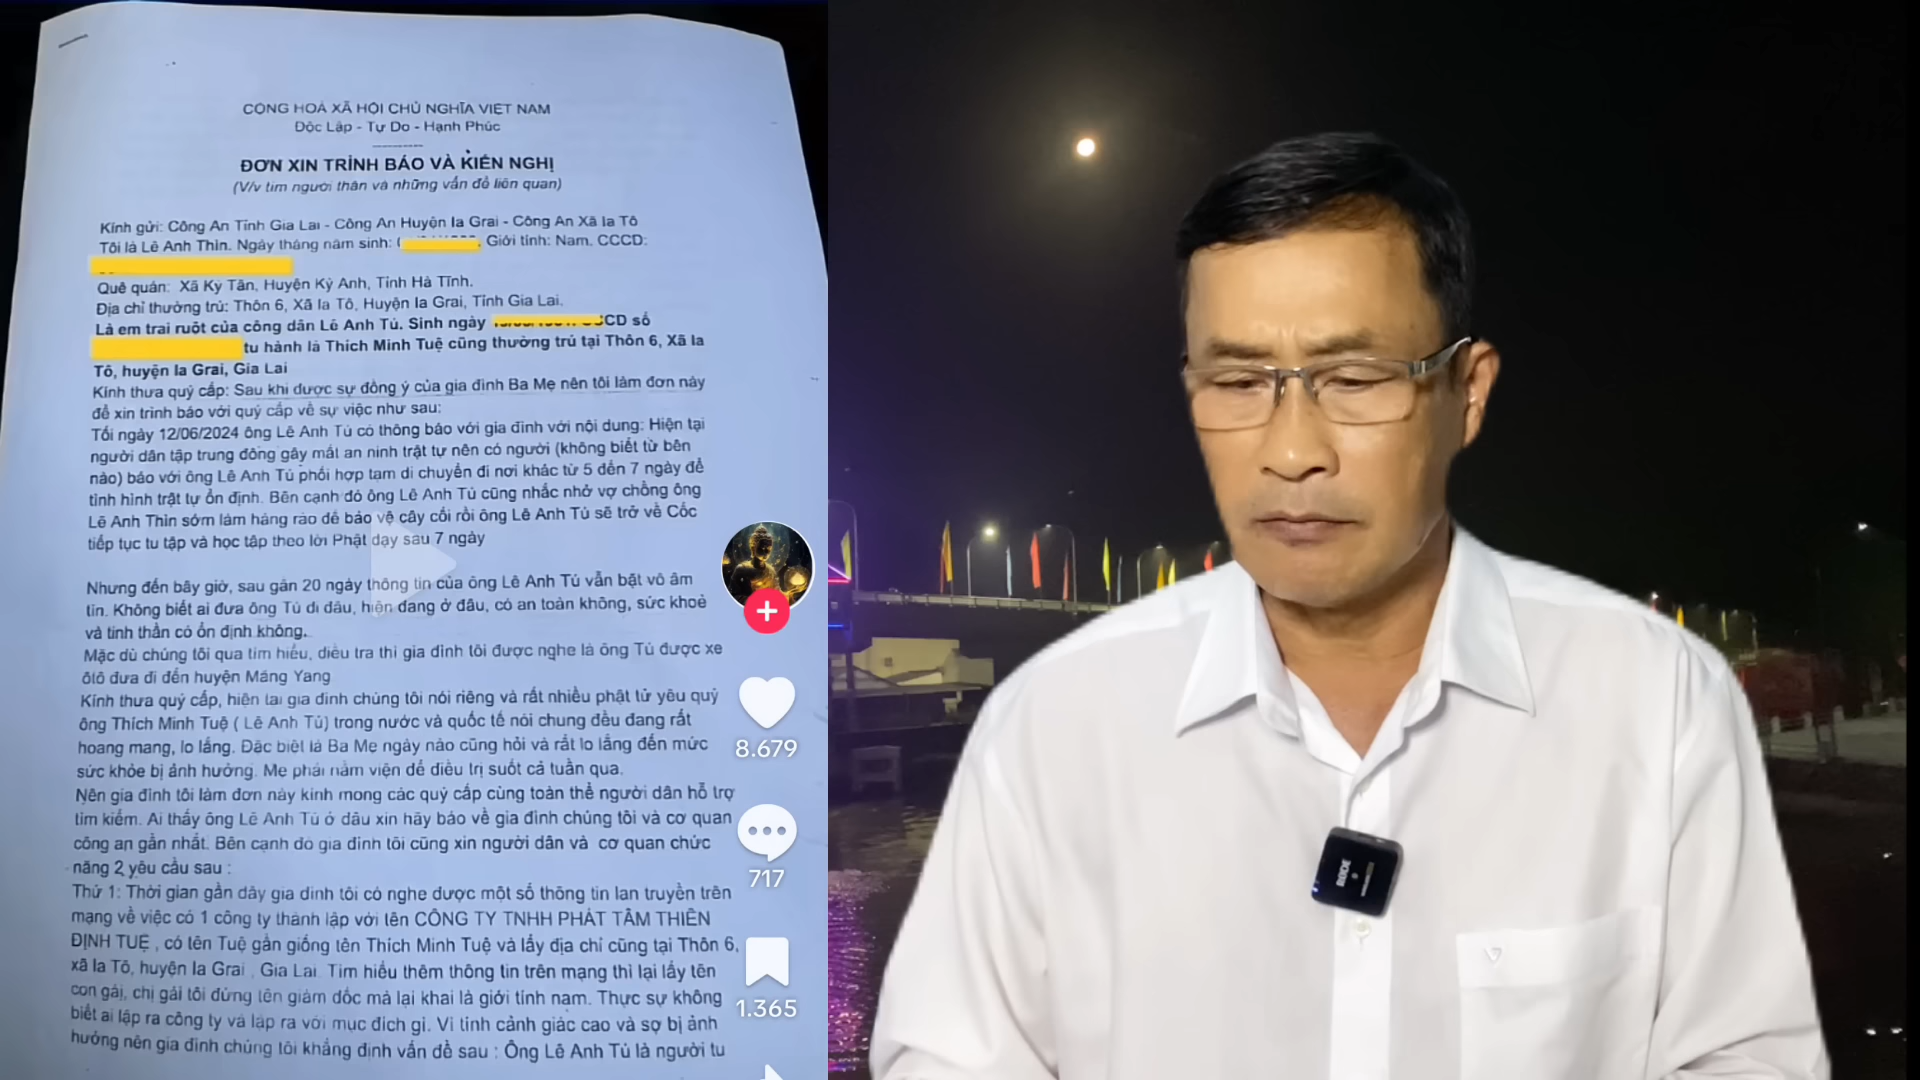 CỘNG HOÀ XÃ HỘI CHỦ NGHĨA VIỆT NAM
Độc Lập - Tự Do - Hạnh Phúc
ĐƠN XIN TRÌNH BÁO VÀ KIẾN NGHỊ
(V/v tìm người thân và những vấn đề liên quan)
Kính gửi: Công An Tỉnh Gia Lai - Công An Huyện Ia Grai - Công An Xã Ia Tô
Tôi là Lê Anh Thìn. Ngày tháng năm sinh: Giới tính: Nam. CCCD:
Quê quán: Xã Kỳ Tân, Huyện Kỳ Anh, Tỉnh Hà Tĩnh.
Địa chỉ thường trú: Thôn 6, Xã Ia Tô, Huyện Ia Grai, Tỉnh Gia Lai.
Là em trai ruột của công dân Lê Anh Tú. Sinh ngày CCCD số
tu hành là Thích Minh Tuệ cũng thường trú tại Thôn 6, Xã Ia
Tô, huyện Ia Grai, Gia Lai
Kính thưa quý cấp: Sau khi được sự đồng ý của gia đình Ba Mẹ nên tôi làm đơn này
để xin trình báo với quý cấp về sự việc như sau:
Tối ngày 12/06/2024 ông Lê Anh Tú có thông báo với gia đình với nội dung: Hiện tại
người dân tập trung đông gây mất an ninh trật tự nên có người (không biết từ bên
nào) báo với ông Lê Anh Tú phối hợp tạm di chuyển đi nơi khác từ 5 đến 7 ngày để
tình hình trật tự ổn định. Bên cạnh đó ông Lê Anh Tú cũng nhắc nhở vợ chồng ông
Lê Anh Thìn sớm làm hàng rào để bảo vệ cây cối rồi ông Lê Anh Tú sẽ trở về Cốc
tiếp tục tu tập và học tập theo lời Phật dạy sau 7 ngày
Nhưng đến bây giờ, sau gần 20 ngày thông tin của ông Lê Anh Tú vẫn bặt vô âm
tín. Không biết ai đưa ông Tú đi đâu, hiện đang ở đâu, có an toàn không, sức khoẻ
và tinh thần có ổn định không.
Mặc dù chúng tôi qua tìm hiểu, điều tra thì gia đình tôi được nghe là ông Tú được xe
ôtô đưa đi đến huyện Măng Yang
Kính thưa quý cấp, hiện tại gia đình chúng tôi nói riêng và rất nhiều phật tử yêu quý
ông Thích Minh Tuệ ( Lê Anh Tú) trong nước và quốc tế nói chung đều đang rất
hoang mang, lo lắng. Đặc biệt là Ba Mẹ ngày nào cũng hỏi và rất lo lắng đến mức
sức khỏe bị ảnh hưởng. Mẹ phải nằm viện để điều trị suốt cả tuần qua.
Nên gia đình tôi làm đơn này kính mong các quý cấp cùng toàn thể người dân hỗ trợ
tìm kiếm. Ai thấy ông Lê Anh Tú ở đâu xin hãy báo về gia đình chúng tôi và cơ quan
công an gần nhất. Bên cạnh đó gia đình tôi cũng xin người dân và cơ quan chức
năng 2 yêu cầu sau :
Thứ 1: Thời gian gần đây gia đình tôi có nghe được một số thông tin lan truyền trên
mạng về việc có 1 công ty thành lập với tên CÔNG TY TNHH PHÁT TÂM THIỀN
ĐỊNH TUỆ , có tên Tuệ gần giống tên Thích Minh Tuệ và lấy địa chỉ cũng tại Thôn 6,
xã Ia Tô, huyện Ia Grai , Gia Lai. Tìm hiểu thêm thông tin trên mạng thì lại lấy tên
con gái, chị gái tôi đứng tên giám đốc mà lại khai là giới tính nam. Thực sự không
biết ai lập ra công ty và lập ra với mục đích gì. Vì tính cảnh giác cao và sợ bị ảnh
hưởng nên gia đình chúng tôi khẳng định vấn đề sau : Ông Lê Anh Tú là người tu
8.679
717
1.365
RØDE